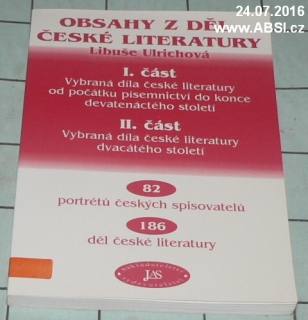 24.07.2016
www.ABSI.cz
OBSAHY Z DĚL
ČESKÉ LITERATURY
Libuše Ulrichová
I. část
Vybraná díla české literatury
od počátku písemnictví do konce
devatenáctého století
II. část
Vybraná díla české literatury
dvacátého století
82
portrétů českých spisovatelů
186
děl české literatury
JAS